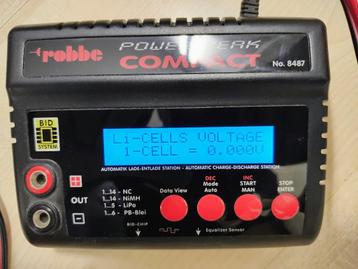 robbe
POWER PEAK
COMPACT
No. 8487
BID
SYSTEM
Li-CELLS VOLTAGE
1-CELL = 0.000V
AUTOMATIK LADE-ENTLADE STATION - AUTOMATIC CHARGE-DISCHARGE STATION
OUT
1...14 - NC
1...14 - NiMH
1...5 - LiPo
1...6 - PB-Blei
Data View
DEC
Mode
Auto
INC
START
MAN
STOP
ENTER
BID-CHIP
Equalizer Sensor